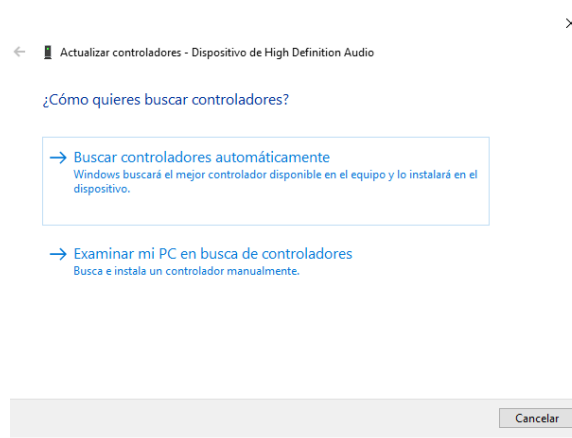 Actualizar controladores - Dispositivo de High Definition Audio
¿Cómo quieres buscar controladores?
Buscar controladores automáticamente
Windows buscará el mejor controlador disponible en el equipo y lo instalará en el
dispositivo.
Examinar mi PC en busca de controladores
Busca e instala un controlador manualmente.
Cancelar